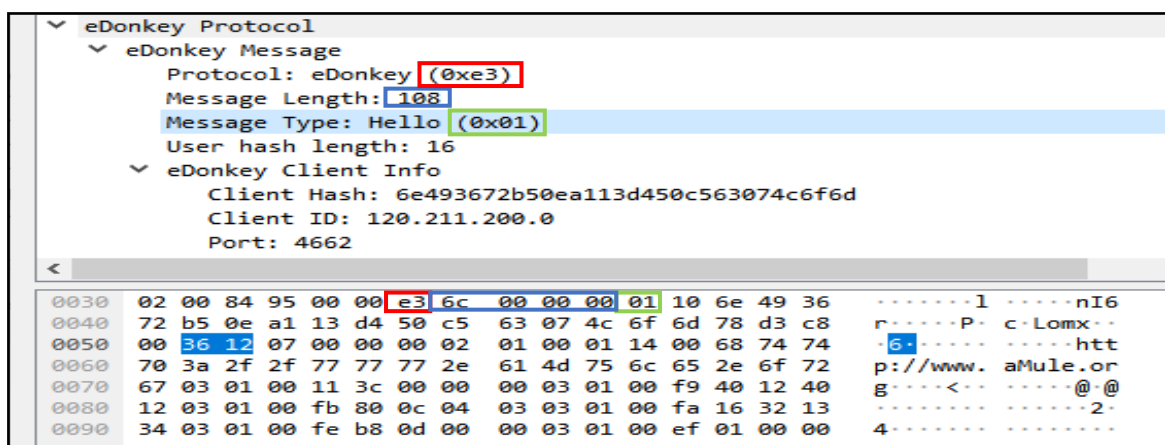 eDonkey Protocol
eDonkey Message
Protocol: eDonkey (0xe3)
Message Length: 108
Message Type: Hello (0x01)
User hash length: 16
eDonkey Client Info
Client Hash: 6e493672b50ea113d450c563074c6f6d
Client ID: 120.211.200.0
Port: 4662
0030 02 00 84 95 00 00 e3 6c 00 00 00 01 10 6e 49 36 ·······l ·····nI6
0040 72 b5 0e a1 13 d4 50 c5 63 07 4c 6f 6d 78 d3 c8 r·····P· c·Lomx··
0050 00 36 12 07 00 00 00 02 01 00 01 14 00 68 74 74 ·6······ ·····htt
0060 70 3a 2f 2f 77 77 77 2e 61 4d 75 6c 65 2e 6f 72 p://www. aMule.or
0070 67 03 01 00 11 3c 00 00 00 03 01 00 f9 40 12 40 g····<·· ·····@·@
0080 12 03 01 00 fb 80 0c 04 03 03 01 00 fa 16 32 13 ········ ······2·
0090 34 03 01 00 fe b8 0d 00 00 03 01 00 ef 01 00 00 4······· ········